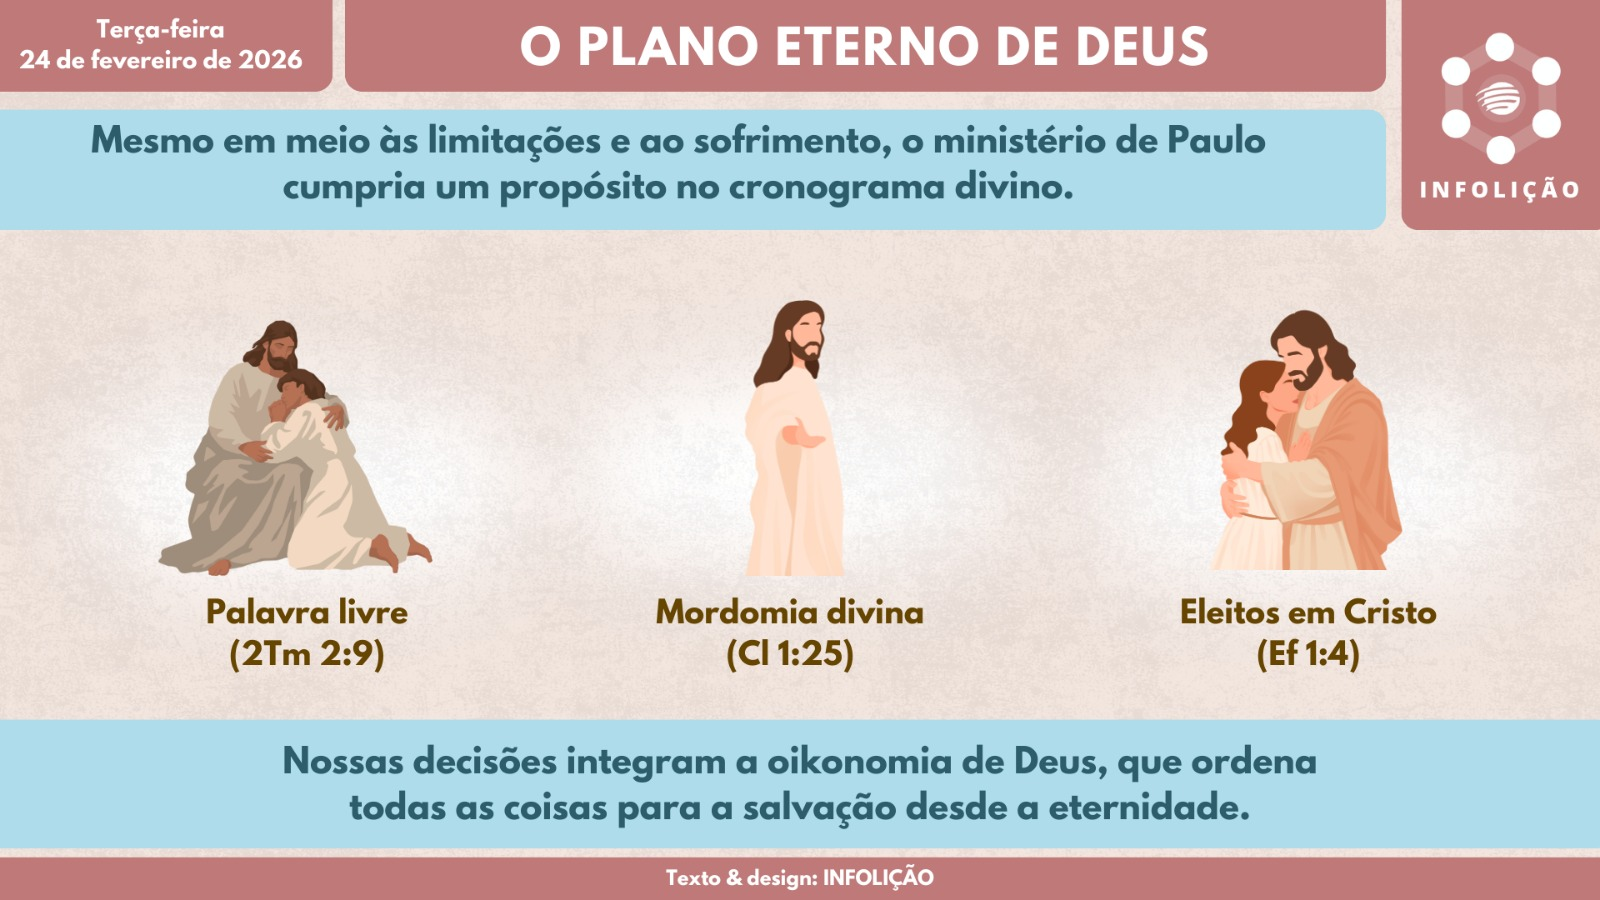 Terça-feira
24 de fevereiro de 2026
O PLANO ETERNO DE DEUS
INFOLIÇÃO
Mesmo em meio às limitações e ao sofrimento, o ministério de Paulo
cumpria um propósito no cronograma divino.
Palavra livre
(2Tm 2:9)
Mordomia divina
(Cl 1:25)
Eleitos em Cristo
(Ef 1:4)
Nossas decisões integram a oikonomia de Deus, que ordena
todas as coisas para a salvação desde a eternidade.
Texto & design: INFOLIÇÃO